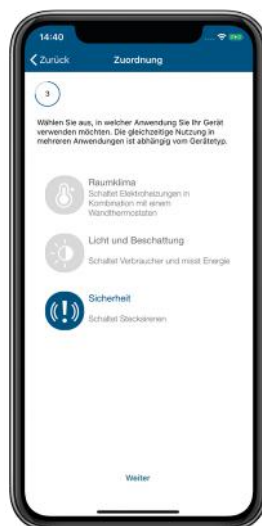 14:40
Zurück
Zuordnung
3
Wählen Sie aus, in welcher Anwendung Sie Ihr Gerät
verwenden möchten. Die gleichzeitige Nutzung in
mehreren Anwendungen ist abhängig vom Gerätetyp.
Raumklima
Schaltet Elektroheizungen in
Kombination mit einem
Wandthermostaten
Licht und Beschattung
Schaltet Verbraucher und misst Energie
Sicherheit
Schaltet Stecksirenen
Weiter